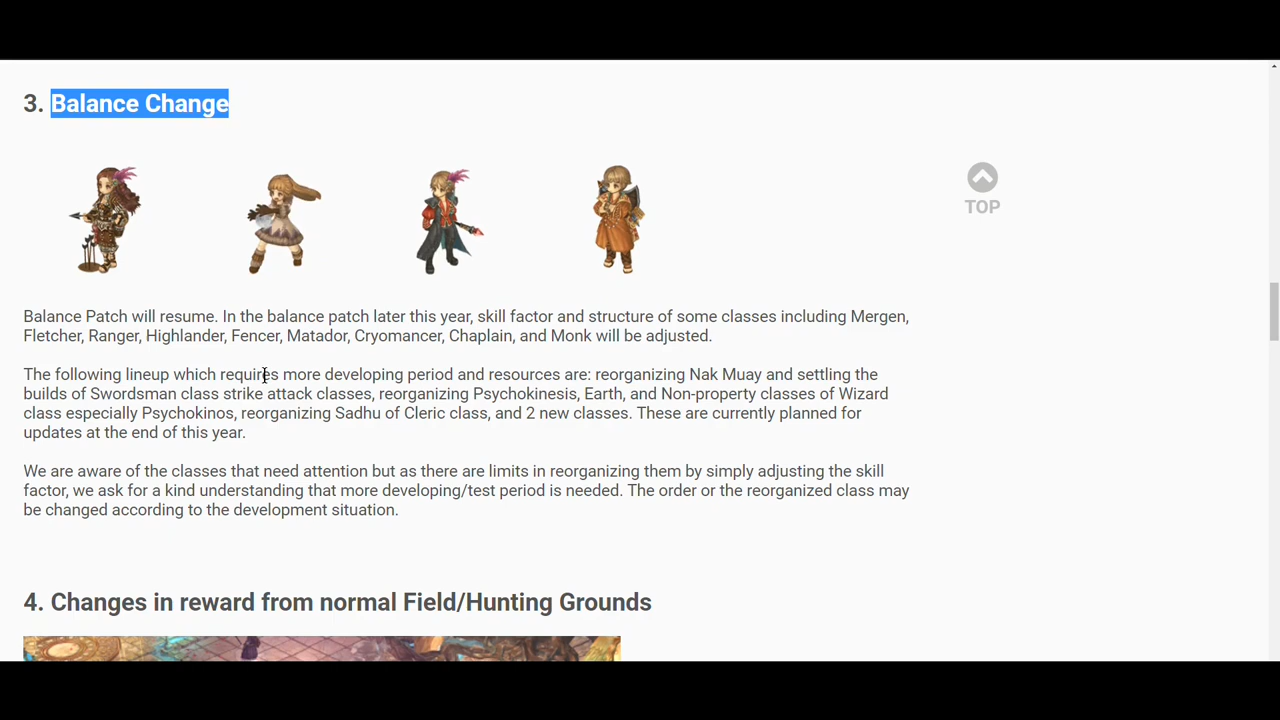 3. Balance Change
TOP
Balance Patch will resume. In the balance patch later this year, skill factor and structure of some classes including Mergen,
Fletcher, Ranger, Highlander, Fencer, Matador, Cryomancer, Chaplain, and Monk will be adjusted.
The following lineup which requires more developing period and resources are: reorganizing Nak Muay and settling the
builds of Swordsman class strike attack classes, reorganizing Psychokinesis, Earth, and Non-property classes of Wizard
class especially Psychokinos, reorganizing Sadhu of Cleric class, and 2 new classes. These are currently planned for
updates at the end of this year.
We are aware of the classes that need attention but as there are limits in reorganizing them by simply adjusting the skill
factor, we ask for a kind understanding that more developing/test period is needed. The order or the reorganized class may
be changed according to the development situation.
4. Changes in reward from normal Field/Hunting Grounds